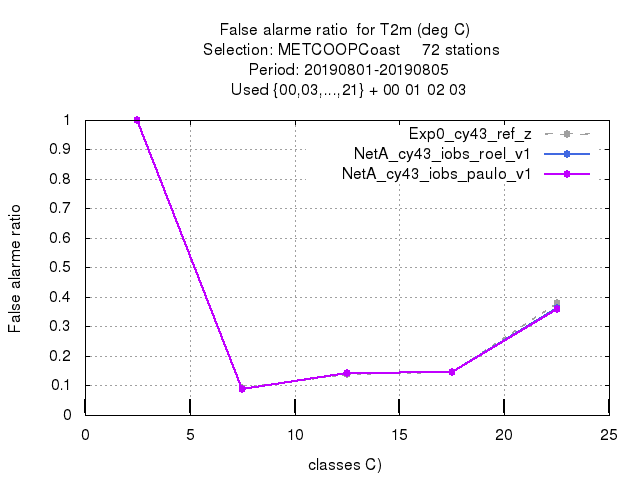 False alarme ratio  for T2m (deg C)
Selection: METCOOPCoast    72 stations
Period: 20190801-20190805
Used {00,03,...,21} + 00 01 02 03
Exp0_cy43_ref_z
NetA_cy43_iobs_roel_v1
NetA_cy43_iobs_paulo_v1
1
0.9
0.8
0.7
0.6
0.5
0.4
0.3
0.2
0.1
0
False alarme ratio
0 5 10 15 20 25
classes C)